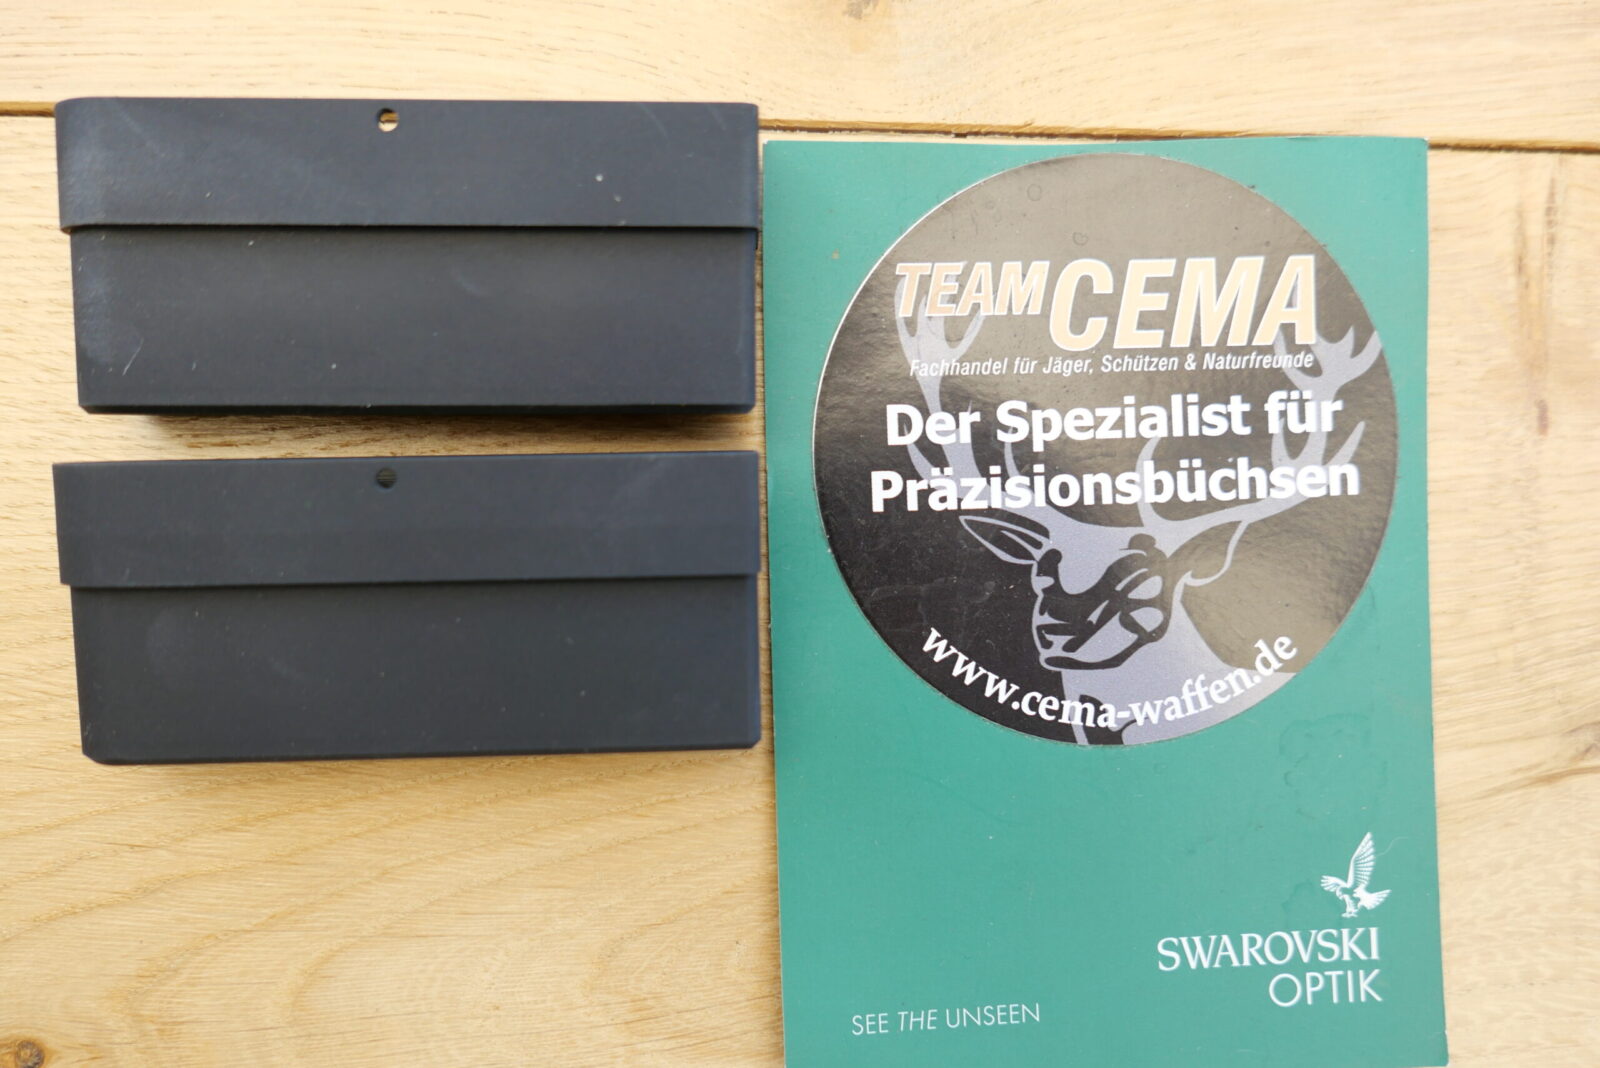 TEAM CEMA
Fachhandel für Jäger, Schützen & Naturfreunde
Der Spezialist für
Präzisionsbüchsen
www.cema-waffen.de
SWAROVSKI
OPTIK
SEE THE UNSEEN